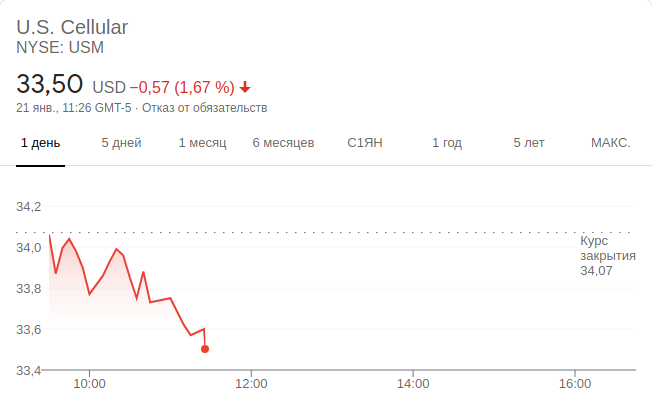 U.S. Cellular
NYSE: USM
33,50 USD −0,57 (1,67 %)
21 янв., 11:26 GMT-5 · Отказ от обязательств
1 день 5 дней 1 месяц 6 месяцев С1ЯН 1 год 5 лет МАКС.
34,2
34,0
33,8
33,6
33,4
Курс
закрытия
34,07
10:00 12:00 14:00 16:00